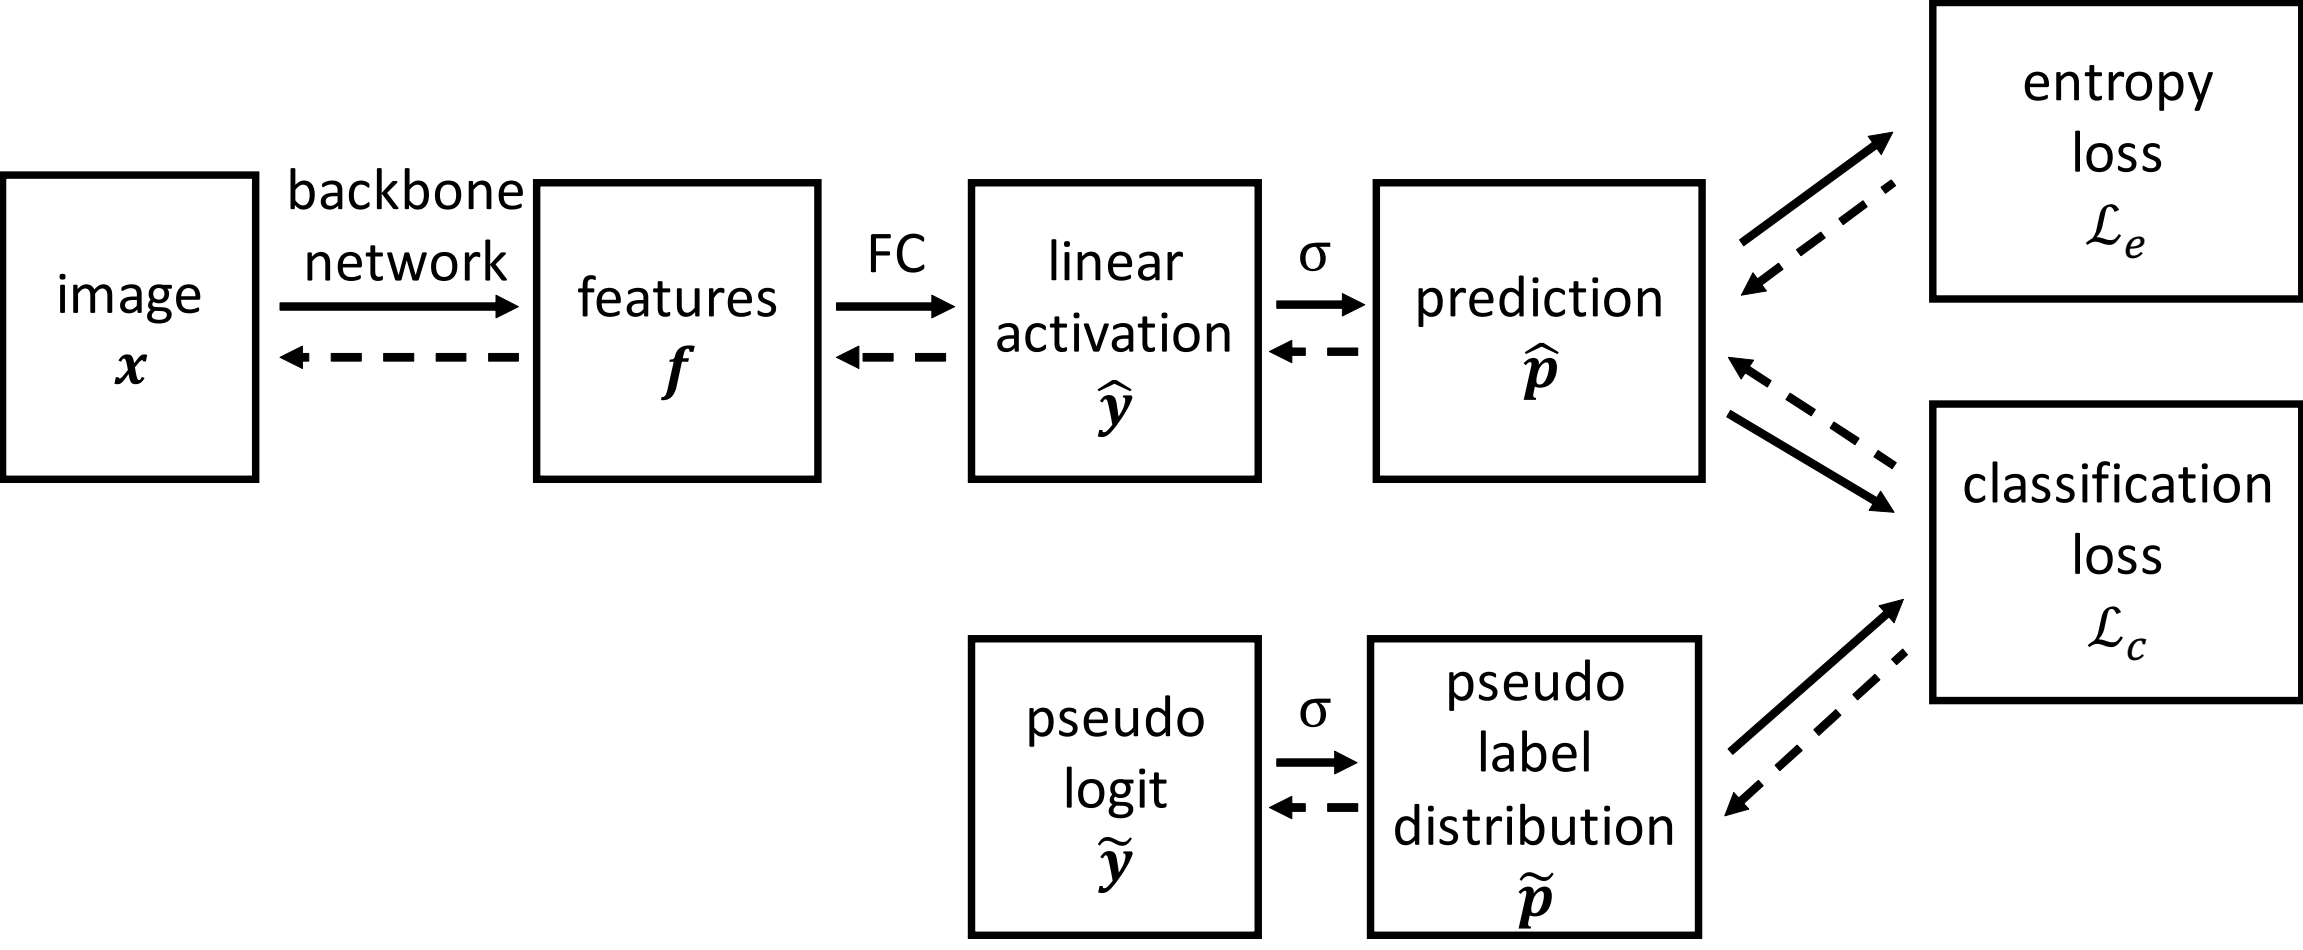 image
𝒙
backbone
network
features
𝒇
FC
linear
activation
ŷ
σ
prediction
p̂
entropy
loss
ℒₑ
classification
loss
ℒ𝑐
pseudo
logit
ỹ
σ
pseudo
label
distribution
p̃